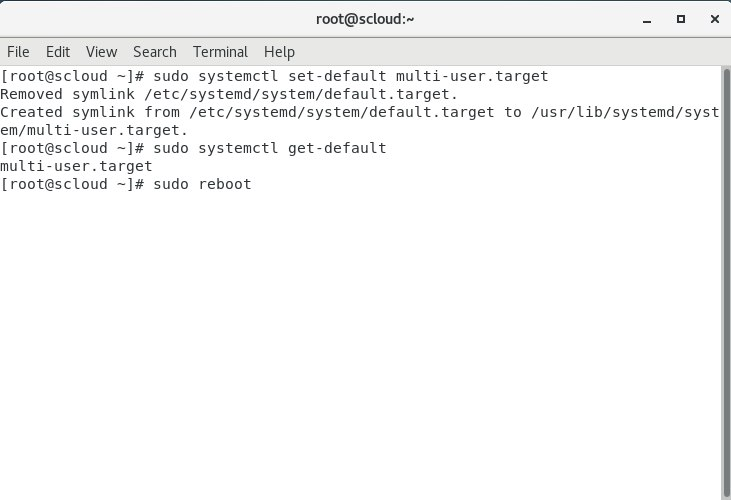 root@scloud:~
File Edit View Search Terminal Help
[root@scloud ~]# sudo systemctl set-default multi-user.target
Removed symlink /etc/systemd/system/default.target.
Created symlink from /etc/systemd/system/default.target to /usr/lib/systemd/syst
em/multi-user.target.
[root@scloud ~]# sudo systemctl get-default
multi-user.target
[root@scloud ~]# sudo reboot